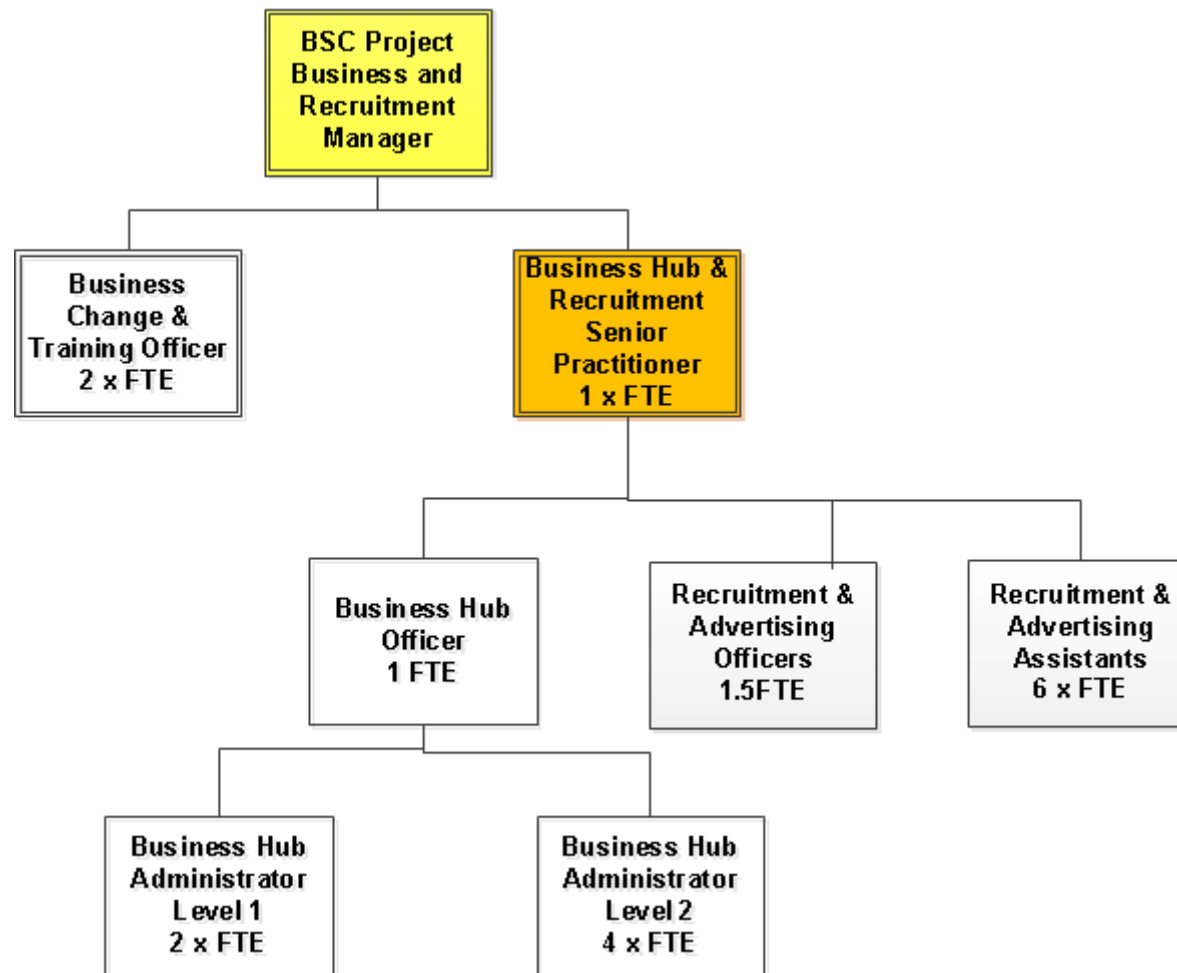 BSC Project
Business and
Recruitment
Manager
Business
Change &
Training Officer
2 x FTE
Business Hub &
Recruitment
Senior
Practitioner
1 x FTE
Business Hub
Officer
1 FTE
Recruitment &
Advertising
Officers
1.5FTE
Recruitment &
Advertising
Assistants
6 x FTE
Business Hub
Administrator
Level 1
2 x FTE
Business Hub
Administrator
Level 2
4 x FTE